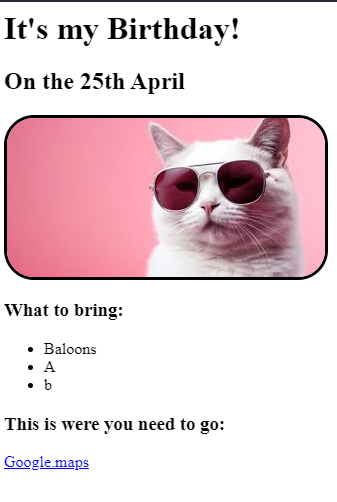 It's my Birthday!
On the 25th April
What to bring:
Baloons
A
b
This is were you need to go:
Google.maps